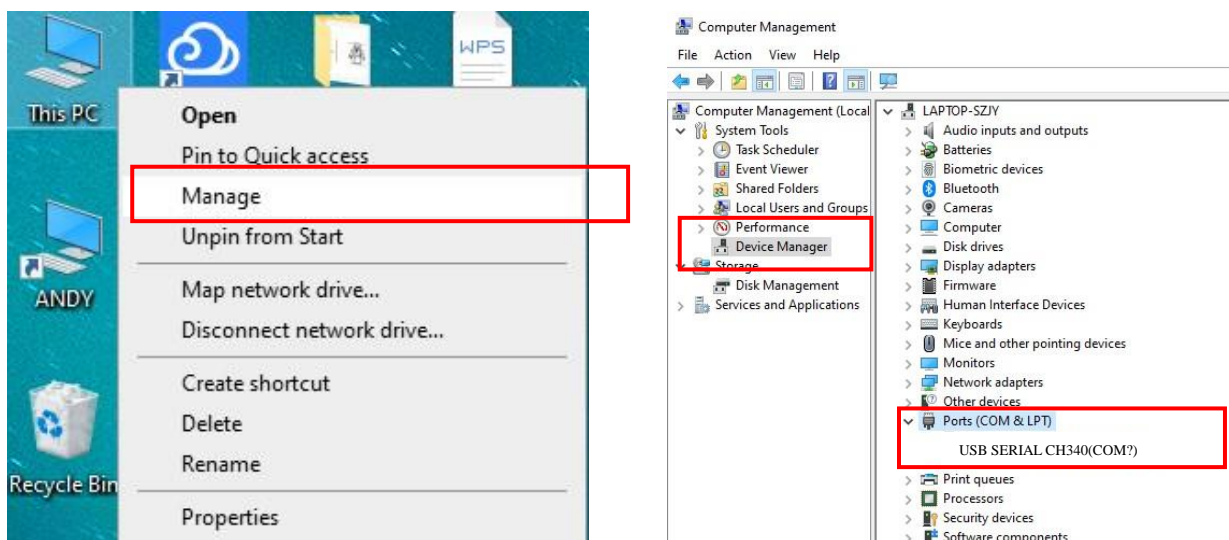 WPS
This PC
Open
Pin to Quick access
Manage
Unpin from Start
ANDY
Map network drive...
Disconnect network drive...
Create shortcut
Delete
Rename
Recycle Bin
Properties
Computer Management
File Action View Help
Computer Management (Local
System Tools
Task Scheduler
Event Viewer
Shared Folders
Local Users and Groups
Performance
Device Manager
Storage
Disk Management
Services and Applications
LAPTOP-SZJY
Audio inputs and outputs
Batteries
Biometric devices
Bluetooth
Cameras
Computer
Disk drives
Display adapters
Firmware
Human Interface Devices
Keyboards
Mice and other pointing devices
Monitors
Network adapters
Other devices
Ports (COM & LPT)
USB SERIAL CH340(COM?)
Print queues
Processors
Security devices
Software components